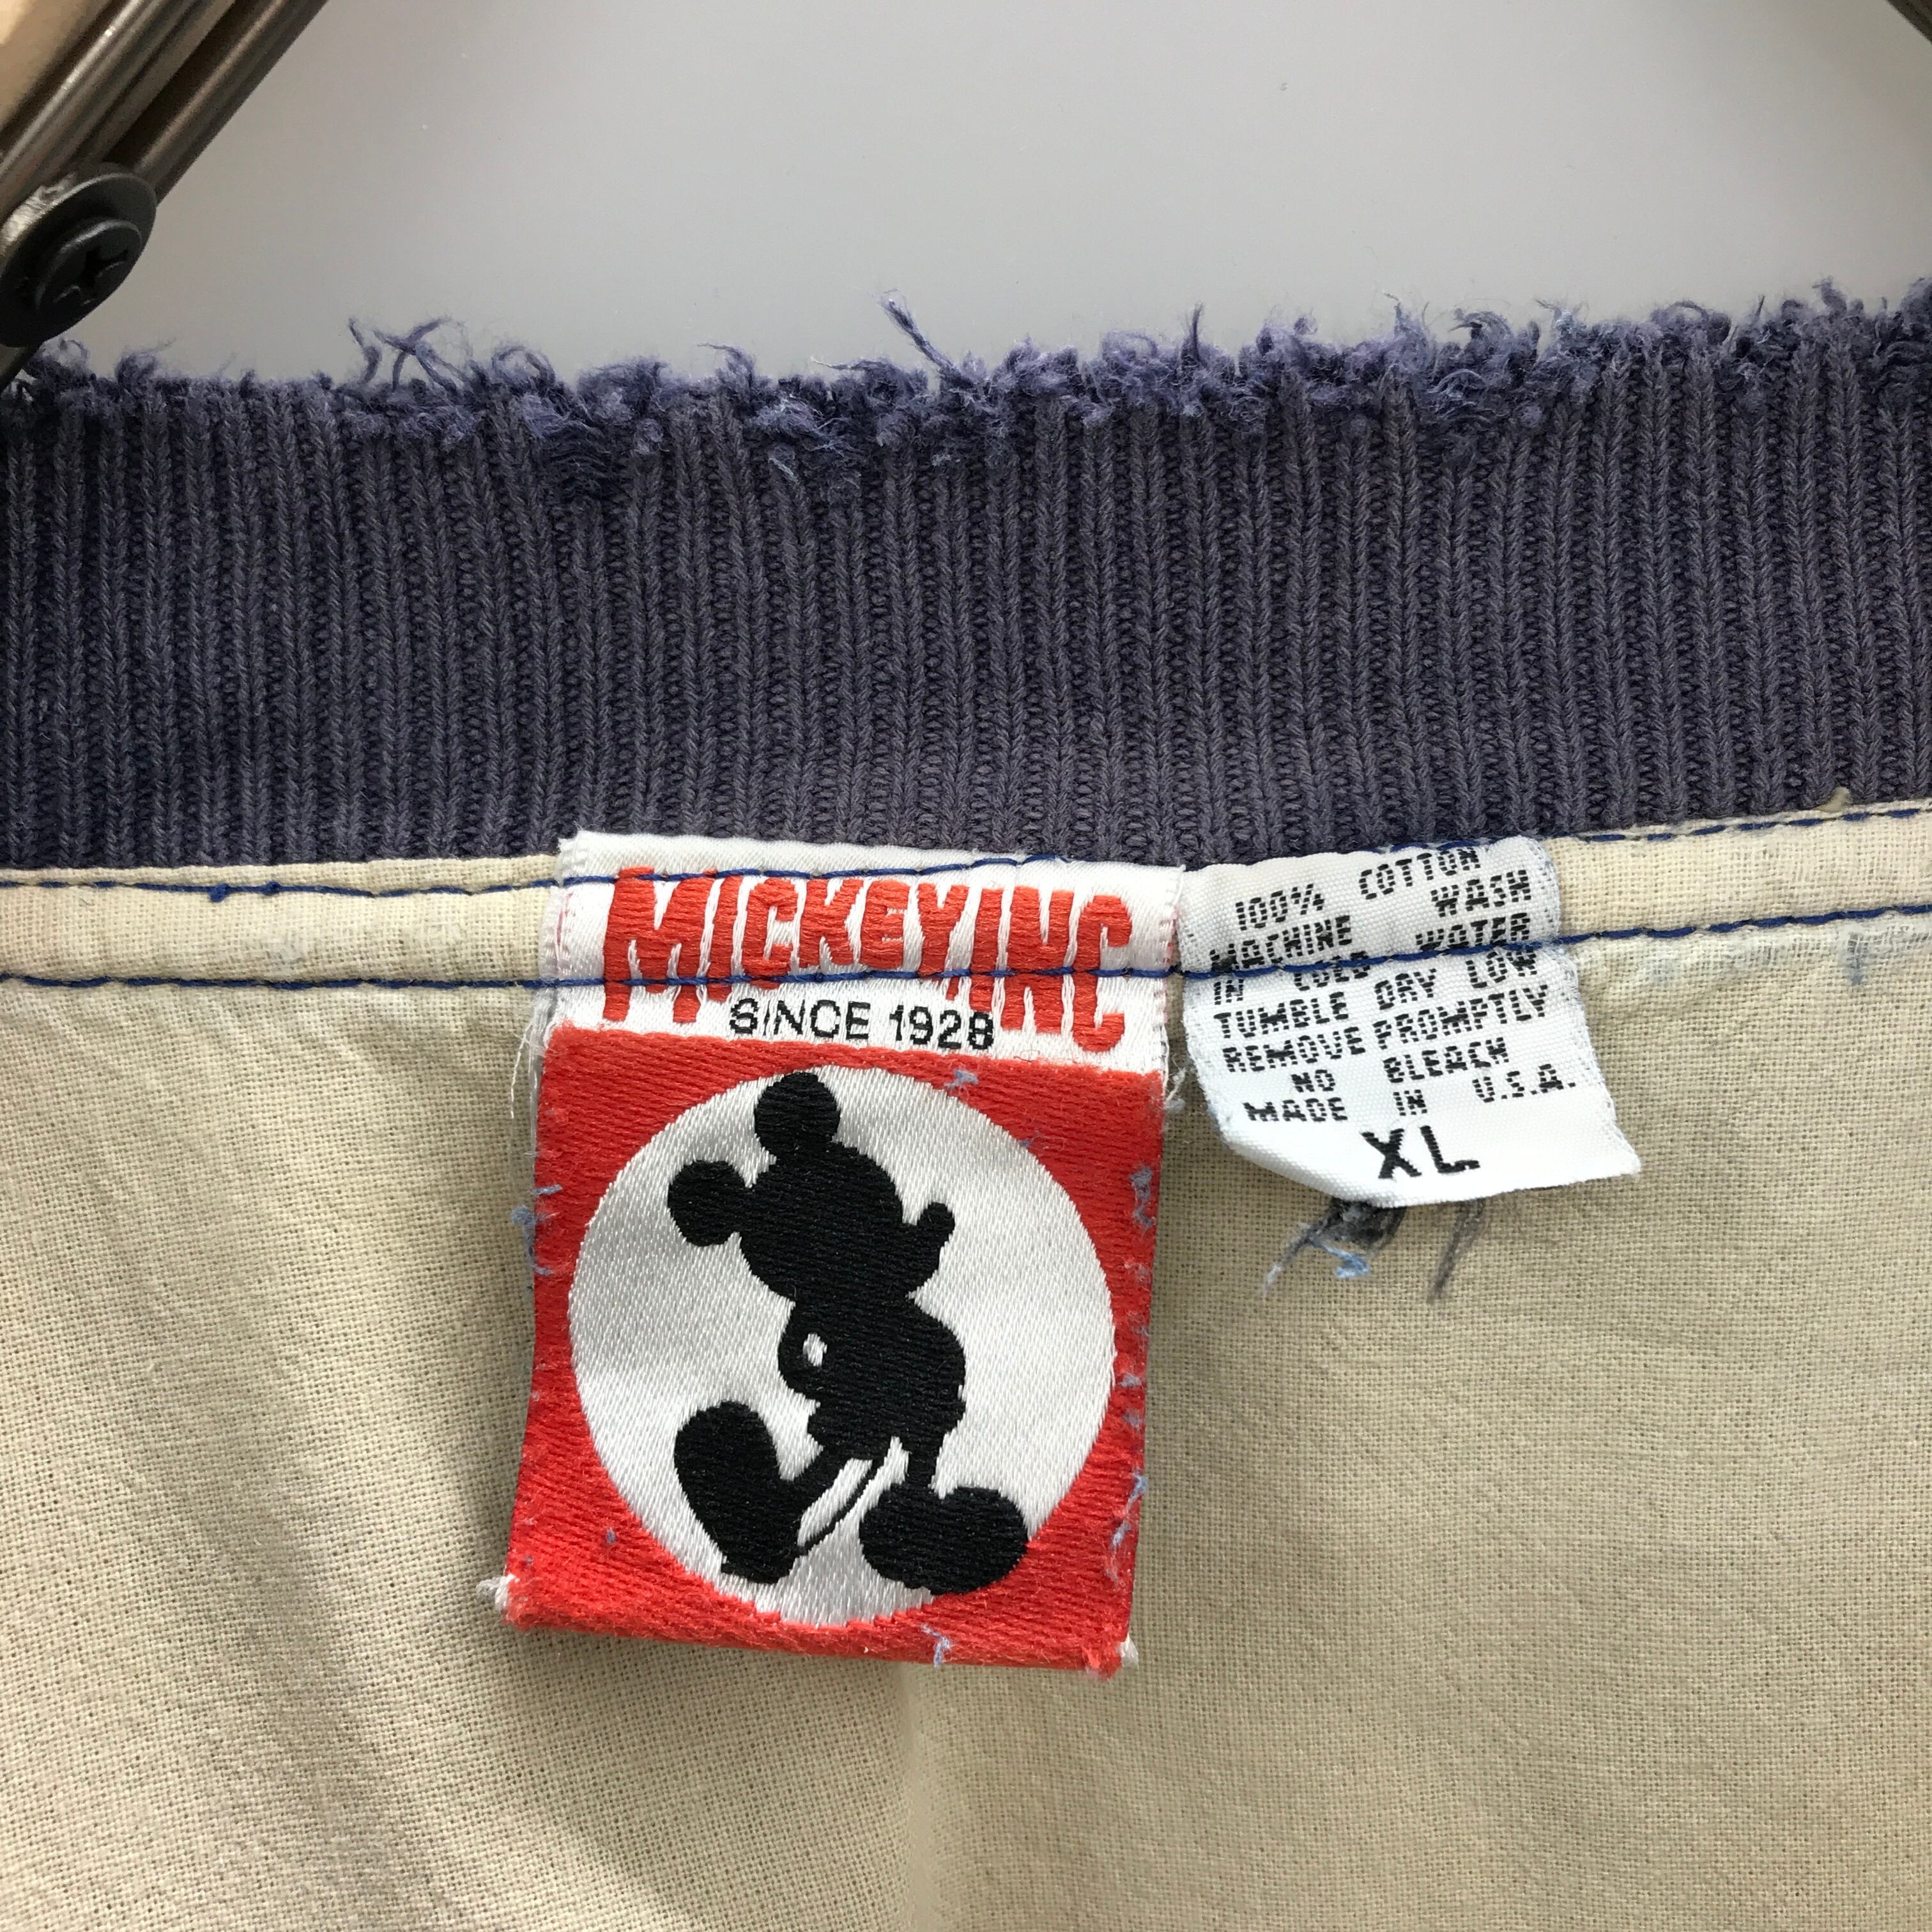 MICKEY INC
SINCE 1928
100% COTTON
MACHINE WASH
IN COLD WATER
TUMBLE DRY LOW
REMOVE PROMPTLY
NO BLEACH
MADE IN U.S.A.
XL